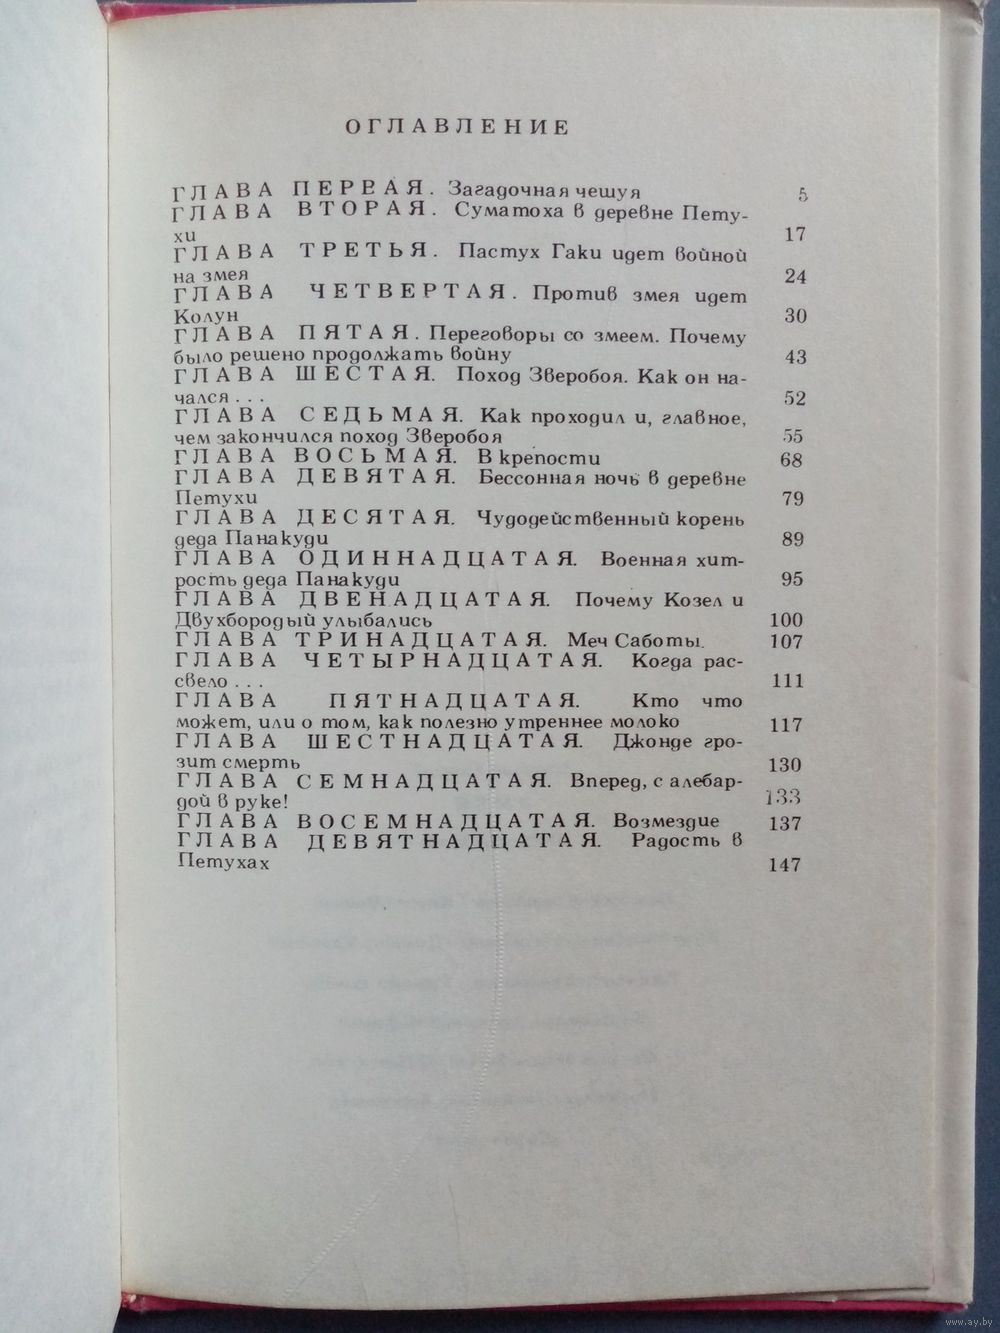 ОГЛАВЛЕНИЕ
ГЛАВА ПЕРВАЯ. Загадочная чешуя 5
ГЛАВА ВТОРАЯ. Суматоха в деревне Пету-
хи 17
ГЛАВА ТРЕТЬЯ. Пастух Гаки идет войной
на змея 24
ГЛАВА ЧЕТВЕРТАЯ. Против змея идет
Колун 30
ГЛАВА ПЯТАЯ. Переговоры со змеем. Почему
было решено продолжать войну 43
ГЛАВА ШЕСТАЯ. Поход Зверобоя. Как он на-
чался . . . 52
ГЛАВА СЕДЬМАЯ. Как проходил и, главное,
чем закончился поход Зверобоя 55
ГЛАВА ВОСЬМАЯ. В крепости 68
ГЛАВА ДЕВЯТАЯ. Бессонная ночь в деревне
Петухи 79
ГЛАВА ДЕСЯТАЯ. Чудодейственный корень
деда Панакуди 89
ГЛАВА ОДИННАДЦАТАЯ. Военная хит-
рость деда Панакуди 95
ГЛАВА ДВЕНАДЦАТАЯ. Почему Козел и
Двухбородый улыбались 100
ГЛАВА ТРИНАДЦАТАЯ. Меч Саботы. 107
ГЛАВА ЧЕТЫРНАДЦАТАЯ. Когда рас-
свело . . . 111
ГЛАВА ПЯТНАДЦАТАЯ. Кто что
может, или о том, как полезно утреннее молоко 117
ГЛАВА ШЕСТНАДЦАТАЯ. Джонде гро-
зит смерть 130
ГЛАВА СЕМНАДЦАТАЯ. Вперед, с алебар-
дой в руке! 133
ГЛАВА ВОСЕМНАДЦАТАЯ. Возмездие 137
ГЛАВА ДЕВЯТНАДЦАТАЯ. Радость в
Петухах 147
www.ay.by